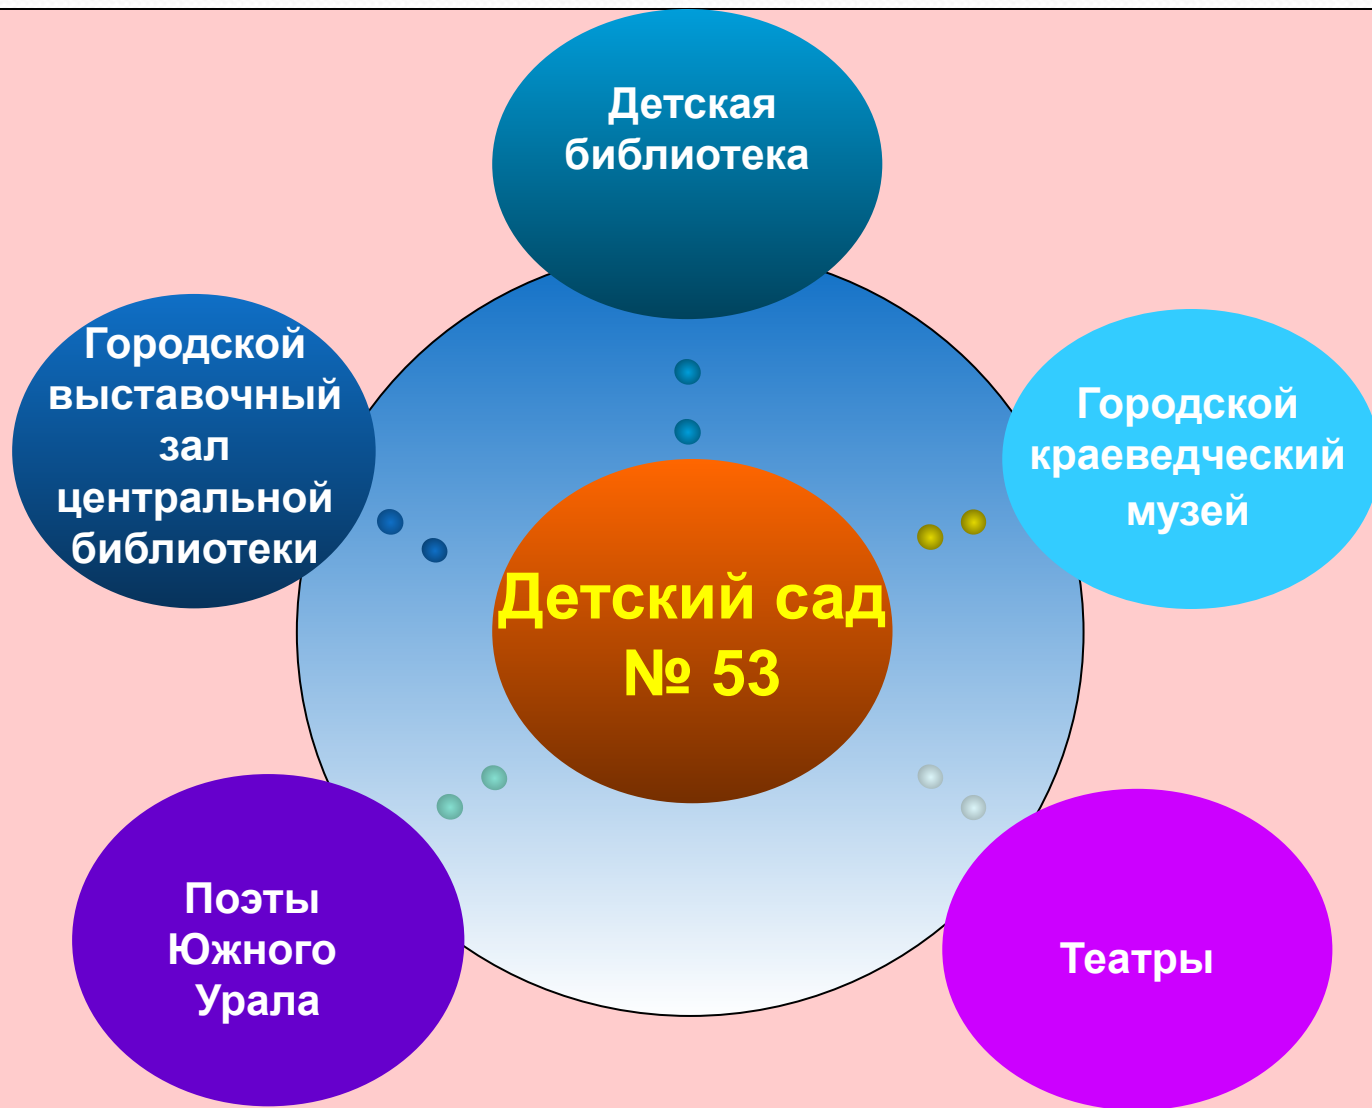 Детская
библиотека
Городской
выставочный
зал
центральной
библиотеки
Городской
краеведческий
музей
Детский сад
№ 53
Поэты
Южного
Урала
Театры